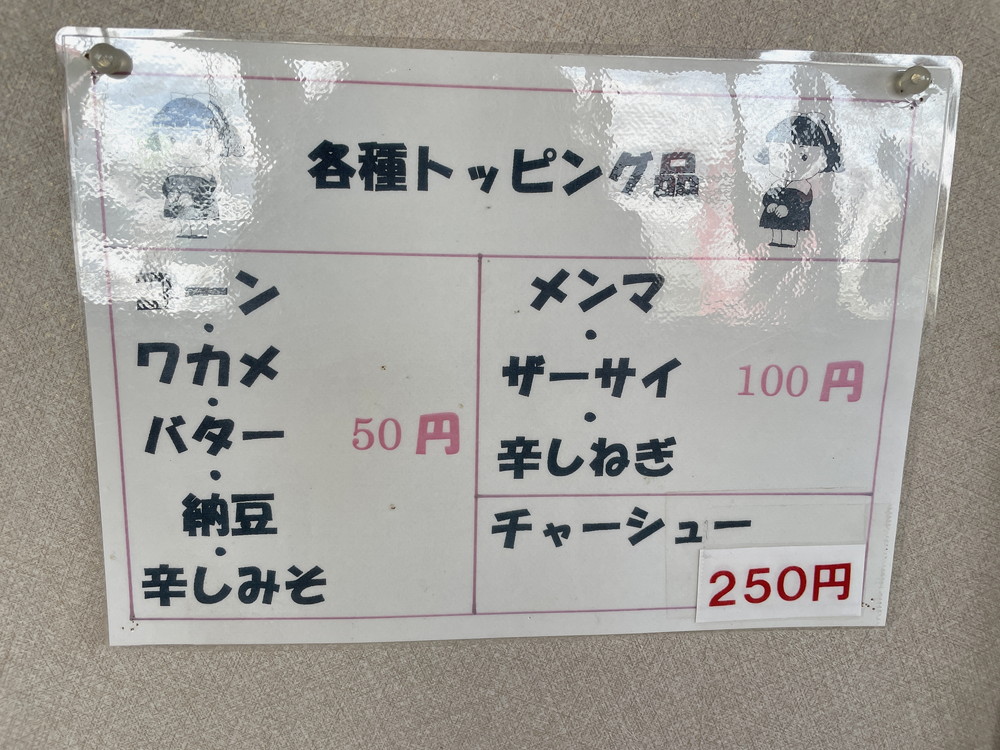 各種トッピング品
コーン
・
ワカメ
・
バター
・
納豆
・
辛しみそ
50円
メンマ
・
ザーサイ
・
辛しねぎ
100円
チャーシュー
250円